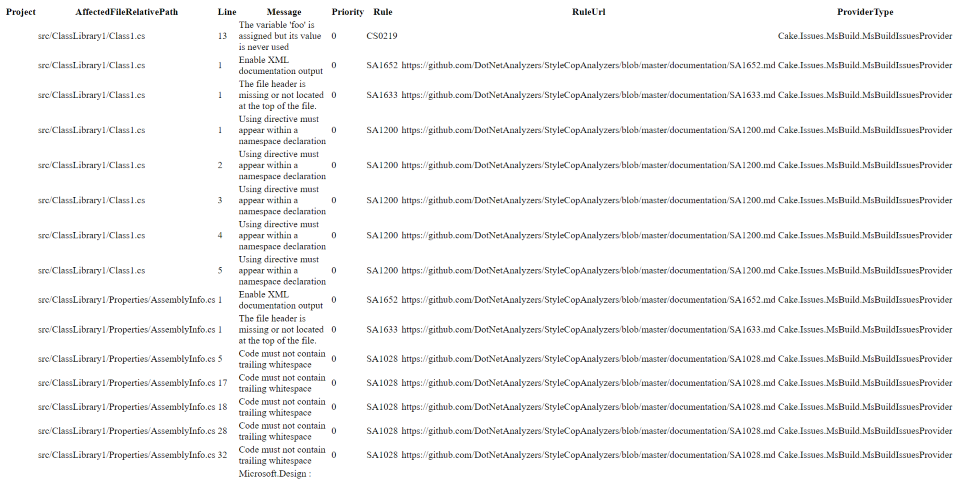 Project AffectedFileRelativePath Line Message Priority Rule RuleUrl ProviderType
The variable 'foo' is
src/ClassLibrary1/Class1.cs 13 assigned but its value 0 CS0219 Cake.Issues.MsBuild.MsBuildIssuesProvider
is never used
Enable XML
src/ClassLibrary1/Class1.cs 1 documentation output 0 SA1652 https://github.com/DotNetAnalyzers/StyleCopAnalyzers/blob/master/documentation/SA1652.md Cake.Issues.MsBuild.MsBuildIssuesProvider
The file header is
src/ClassLibrary1/Class1.cs 1 missing or not located 0 SA1633 https://github.com/DotNetAnalyzers/StyleCopAnalyzers/blob/master/documentation/SA1633.md Cake.Issues.MsBuild.MsBuildIssuesProvider
at the top of the file.
Using directive must
src/ClassLibrary1/Class1.cs 1 appear within a 0 SA1200 https://github.com/DotNetAnalyzers/StyleCopAnalyzers/blob/master/documentation/SA1200.md Cake.Issues.MsBuild.MsBuildIssuesProvider
namespace declaration
Using directive must
src/ClassLibrary1/Class1.cs 2 appear within a 0 SA1200 https://github.com/DotNetAnalyzers/StyleCopAnalyzers/blob/master/documentation/SA1200.md Cake.Issues.MsBuild.MsBuildIssuesProvider
namespace declaration
Using directive must
src/ClassLibrary1/Class1.cs 3 appear within a 0 SA1200 https://github.com/DotNetAnalyzers/StyleCopAnalyzers/blob/master/documentation/SA1200.md Cake.Issues.MsBuild.MsBuildIssuesProvider
namespace declaration
Using directive must
src/ClassLibrary1/Class1.cs 4 appear within a 0 SA1200 https://github.com/DotNetAnalyzers/StyleCopAnalyzers/blob/master/documentation/SA1200.md Cake.Issues.MsBuild.MsBuildIssuesProvider
namespace declaration
Using directive must
src/ClassLibrary1/Class1.cs 5 appear within a 0 SA1200 https://github.com/DotNetAnalyzers/StyleCopAnalyzers/blob/master/documentation/SA1200.md Cake.Issues.MsBuild.MsBuildIssuesProvider
namespace declaration
Enable XML
src/ClassLibrary1/Properties/AssemblyInfo.cs 1 documentation output 0 SA1652 https://github.com/DotNetAnalyzers/StyleCopAnalyzers/blob/master/documentation/SA1652.md Cake.Issues.MsBuild.MsBuildIssuesProvider
The file header is
src/ClassLibrary1/Properties/AssemblyInfo.cs 1 missing or not located 0 SA1633 https://github.com/DotNetAnalyzers/StyleCopAnalyzers/blob/master/documentation/SA1633.md Cake.Issues.MsBuild.MsBuildIssuesProvider
at the top of the file.
Code must not contain
src/ClassLibrary1/Properties/AssemblyInfo.cs 5 trailing whitespace 0 SA1028 https://github.com/DotNetAnalyzers/StyleCopAnalyzers/blob/master/documentation/SA1028.md Cake.Issues.MsBuild.MsBuildIssuesProvider
Code must not contain
src/ClassLibrary1/Properties/AssemblyInfo.cs 17 trailing whitespace 0 SA1028 https://github.com/DotNetAnalyzers/StyleCopAnalyzers/blob/master/documentation/SA1028.md Cake.Issues.MsBuild.MsBuildIssuesProvider
Code must not contain
src/ClassLibrary1/Properties/AssemblyInfo.cs 18 trailing whitespace 0 SA1028 https://github.com/DotNetAnalyzers/StyleCopAnalyzers/blob/master/documentation/SA1028.md Cake.Issues.MsBuild.MsBuildIssuesProvider
Code must not contain
src/ClassLibrary1/Properties/AssemblyInfo.cs 28 trailing whitespace 0 SA1028 https://github.com/DotNetAnalyzers/StyleCopAnalyzers/blob/master/documentation/SA1028.md Cake.Issues.MsBuild.MsBuildIssuesProvider
Code must not contain
src/ClassLibrary1/Properties/AssemblyInfo.cs 32 trailing whitespace 0 SA1028 https://github.com/DotNetAnalyzers/StyleCopAnalyzers/blob/master/documentation/SA1028.md Cake.Issues.MsBuild.MsBuildIssuesProvider
Microsoft.Design :